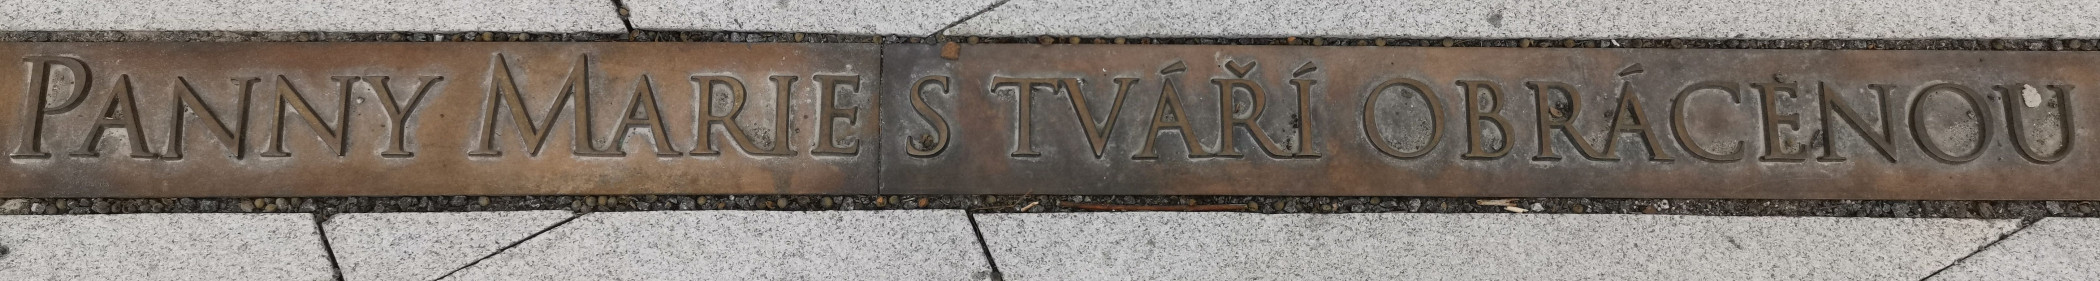 PANNY MARIE S TVÁŘÍ OBRÁCENOU